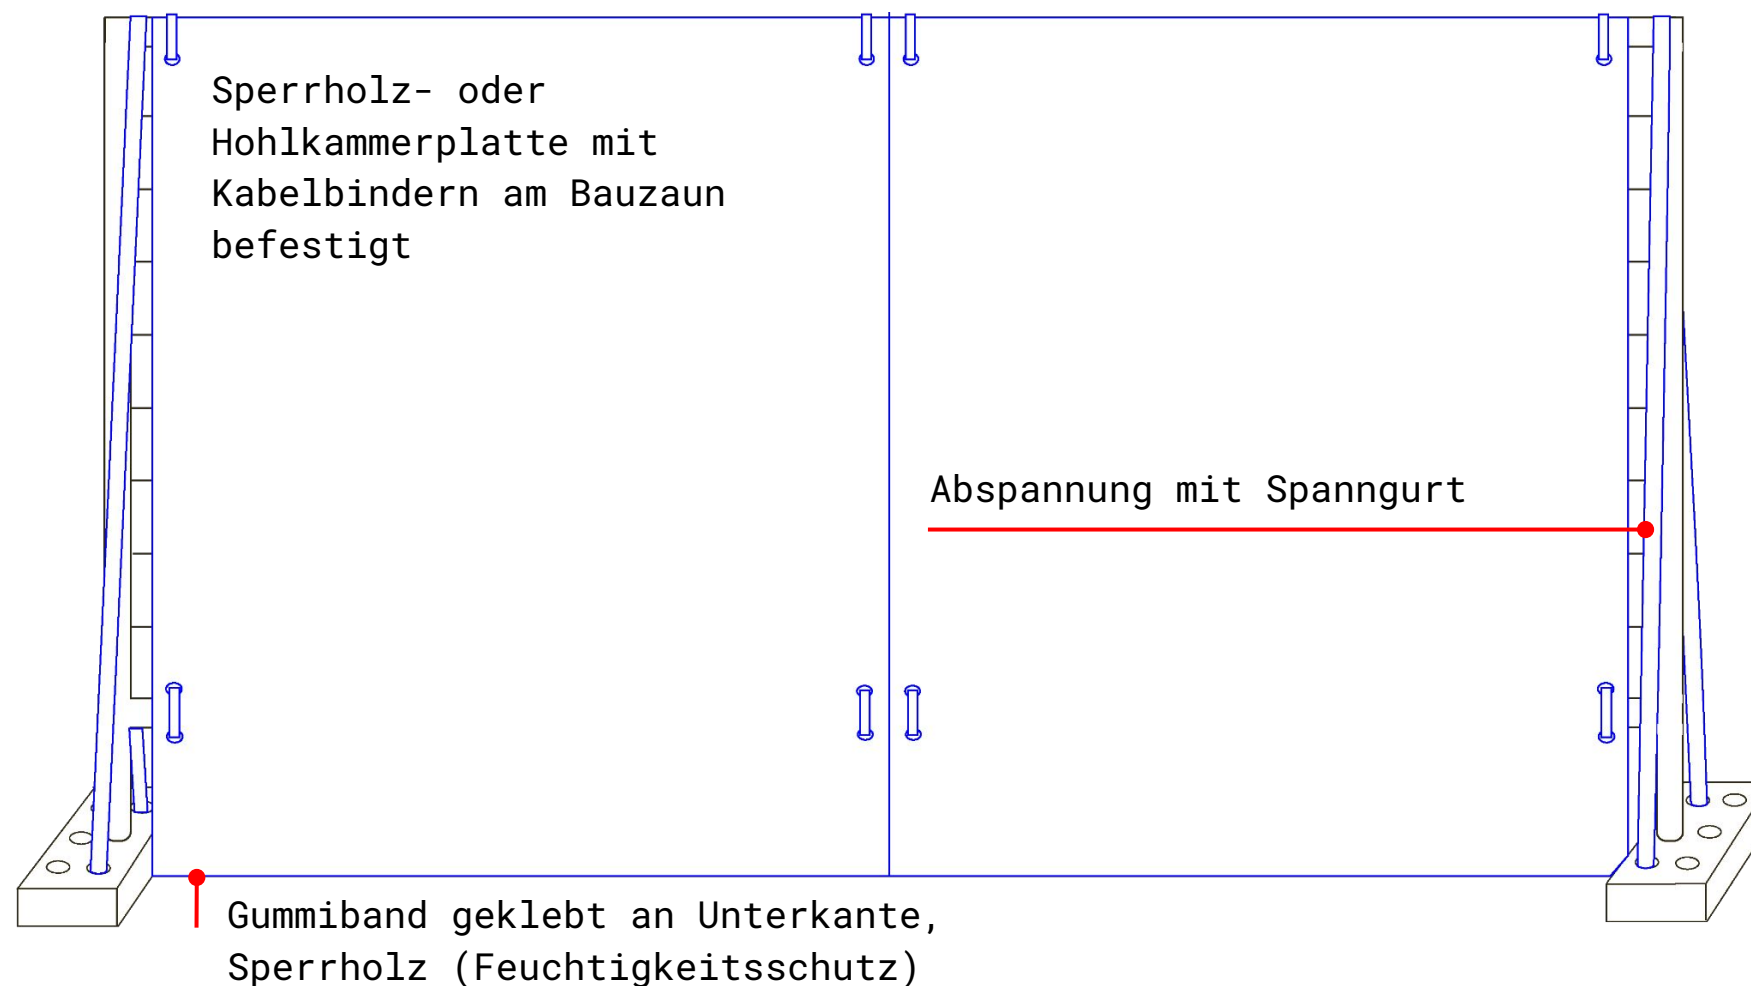 Sperrholz- oder
Hohlkammerplatte mit
Kabelbindern am Bauzaun
befestigt
Abspannung mit Spanngurt
Gummiband geklebt an Unterkante,
Sperrholz (Feuchtigkeitsschutz)